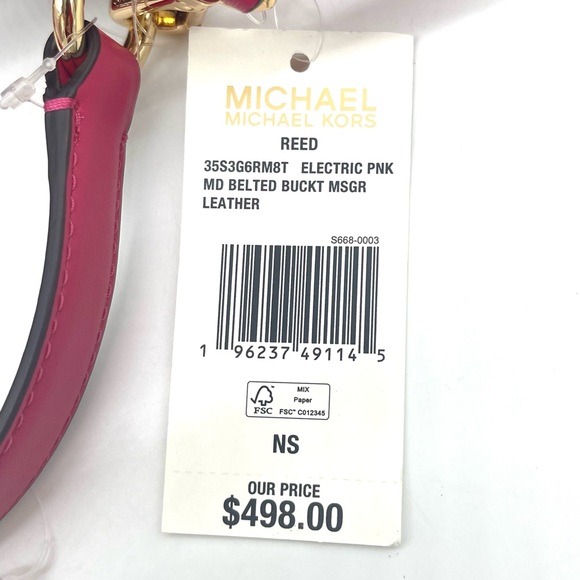 MICHAEL
MICHAEL KORS
REED
35S3G6RM8T ELECTRIC PNK
MD BELTED BUCKT MSGR
LEATHER
S668-0003
1 96237 49114 5
FSC
MIX
Paper
FSC™ C012345
NS
OUR PRICE
$498.00